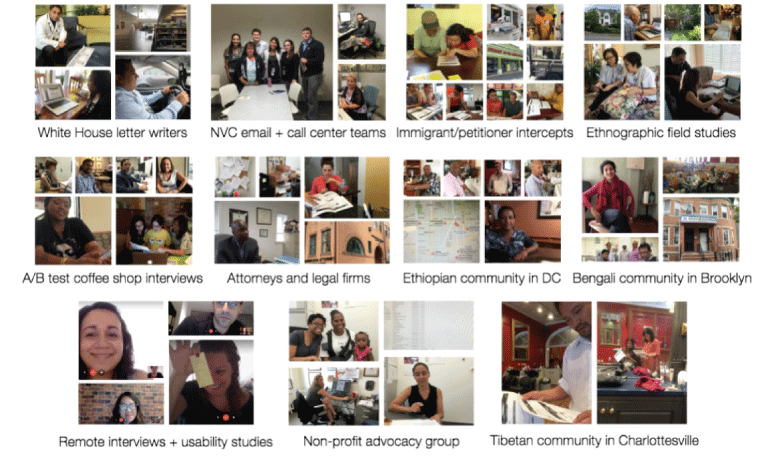 White House letter writers
NVC email + call center teams
Immigrant/petitioner intercepts
Ethnographic field studies
A/B test coffee shop interviews
Attorneys and legal firms
Ethiopian community in DC
Bengali community in Brooklyn
Remote interviews + usability studies
Non-profit advocacy group
Tibetan community in Charlottesville